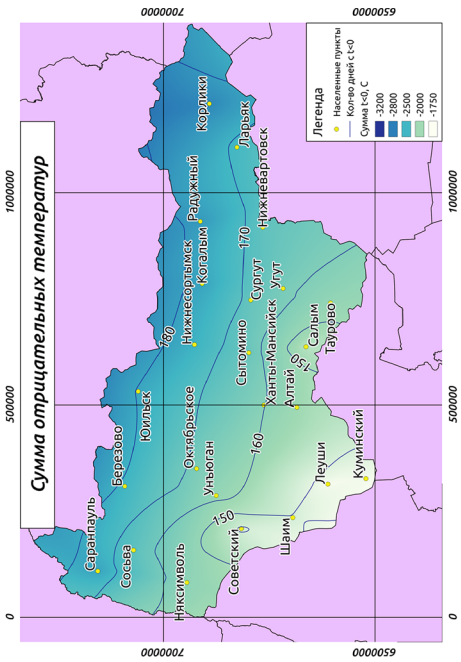 Сумма отрицательных температур
7000000
6500000
0
500000
1000000
0
500000
1000000
7000000
6500000
Саранпауль
Березово
Юильск
Сосьва
Няксимволь
Октябрьское
Унъюган
Нижнесортымск
Когалым
Радужный
Корлики
Ларьяк
Нижневартовск
Сургут
Угут
Сытомино
Ханты-Мансийск
Алтай
Салым
Таурово
Советский
Шаим
Леуши
Куминский
180
170
160
150
150
Легенда
Населенные пункты
Кол-во дней с t<0
Сумма t<0, С
-3200
-2800
-2500
-2000
-1750